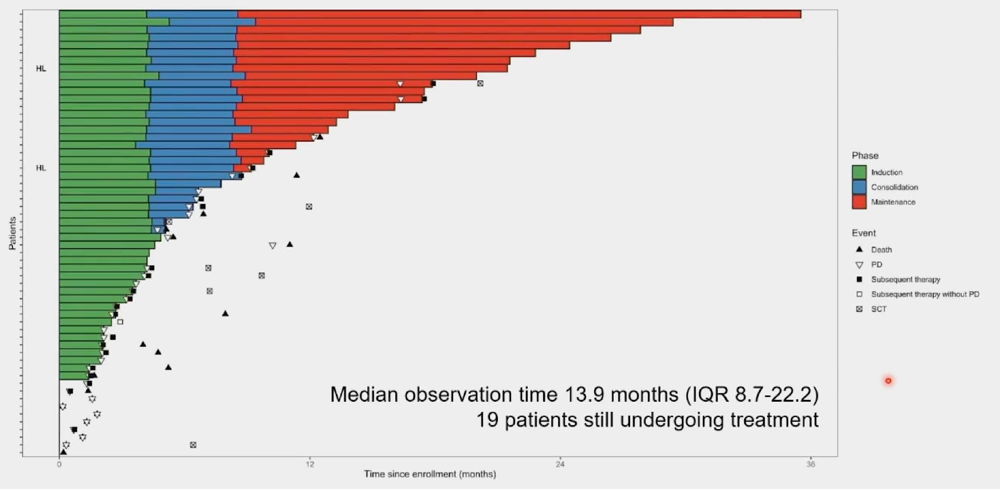 HL
HL
Patients
Median observation time 13.9 months (IQR 8.7-22.2)
19 patients still undergoing treatment
0
12
24
36
Time since enrollment (months)
Phase
Induction
Consolidation
Maintenance
Event
Death
PD
Subsequent therapy
Subsequent therapy without PD
SCT